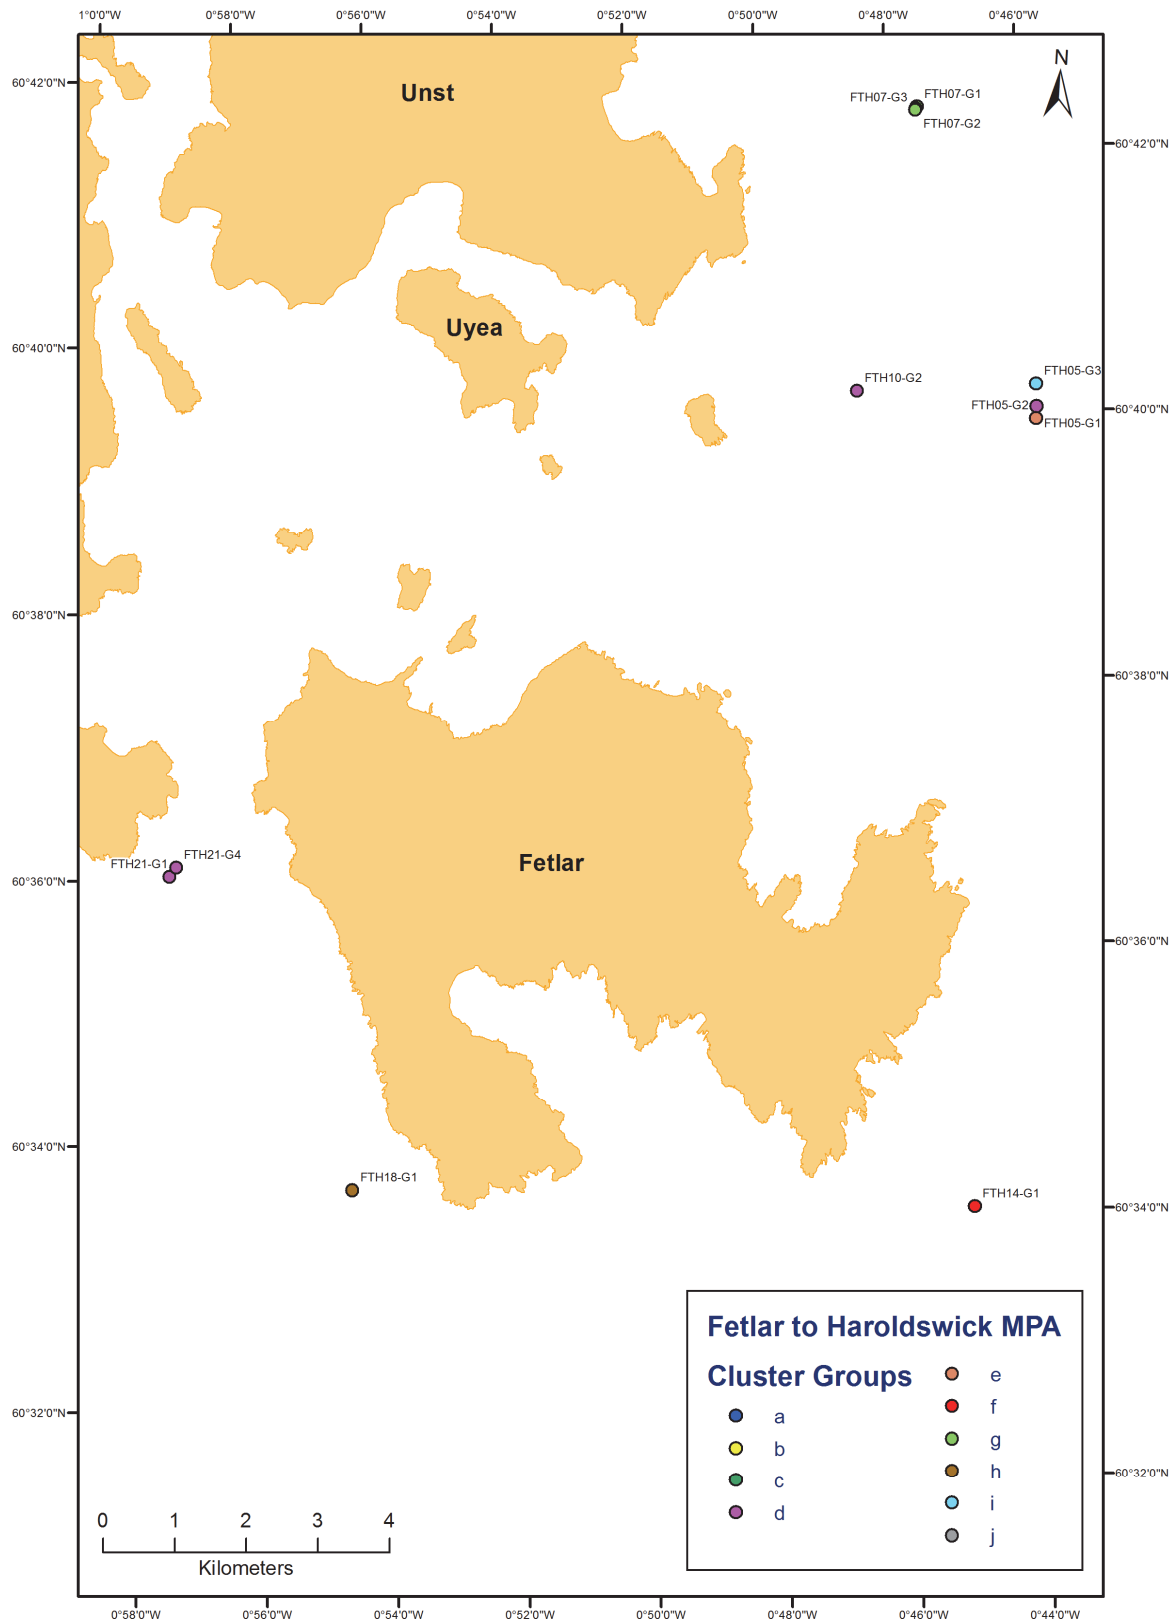 1°0'0"W 0°58'0"W 0°56'0"W 0°54'0"W 0°52'0"W 0°50'0"W 0°48'0"W 0°46'0"W
60°42'0"N
Unst
N
FTH07-G3
FTH07-G1
FTH07-G2
60°42'0"N
Uyea
60°40'0"N
FTH10-G2
FTH05-G3
FTH05-G2
FTH05-G1
60°40'0"N
60°38'0"N
60°38'0"N
Fetlar
FTH21-G1
FTH21-G4
60°36'0"N
60°36'0"N
60°34'0"N
FTH18-G1
FTH14-G1
60°34'0"N
Fetlar to Haroldswick MPA
Cluster Groups
a
b
c
d
e
f
g
h
i
j
60°32'0"N
60°32'0"N
0 1 2 3 4
Kilometers
0°58'0"W 0°56'0"W 0°54'0"W 0°52'0"W 0°50'0"W 0°48'0"W 0°46'0"W 0°44'0"W